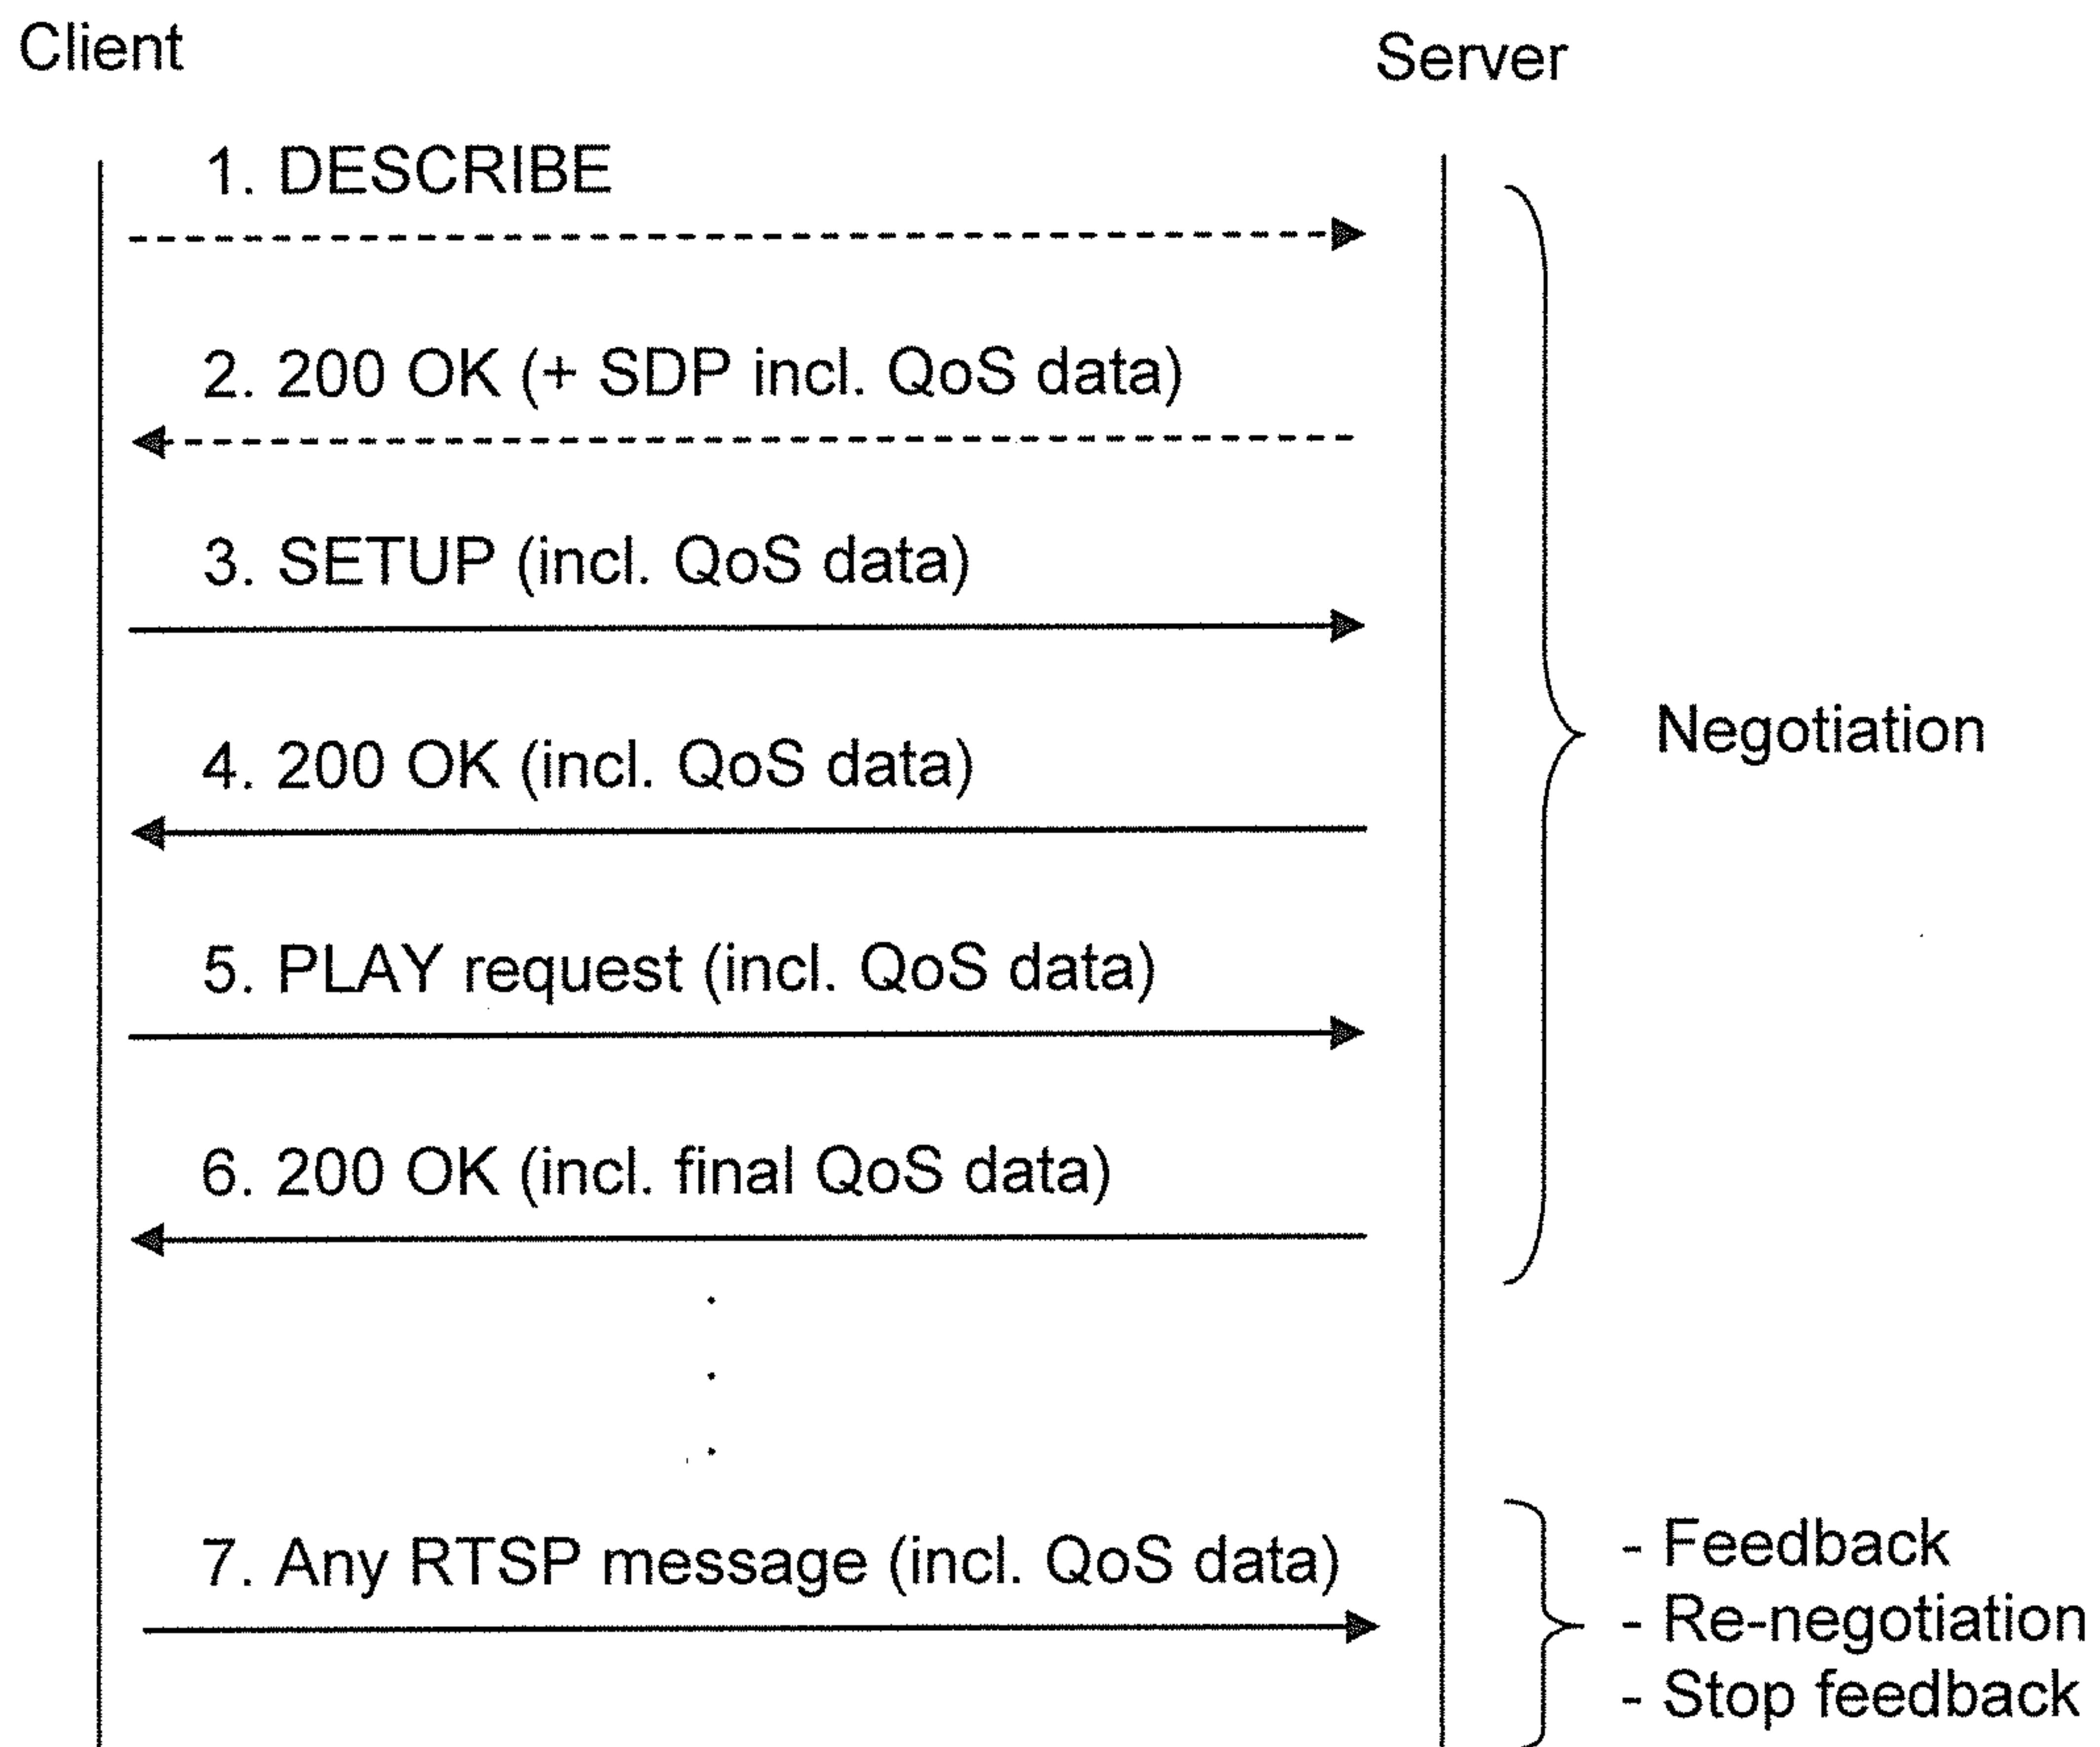 Client
Server
1. DESCRIBE
2. 200 OK (+ SDP incl. QoS data)
3. SETUP (incl. QoS data)
Negotiation
4. 200 OK (incl. QoS data)
5. PLAY request (incl. QoS data)
6. 200 OK (incl. final QoS data)
7. Any RTSP message (incl. QoS data)
- Feedback
- Re-negotiation
- Stop feedback